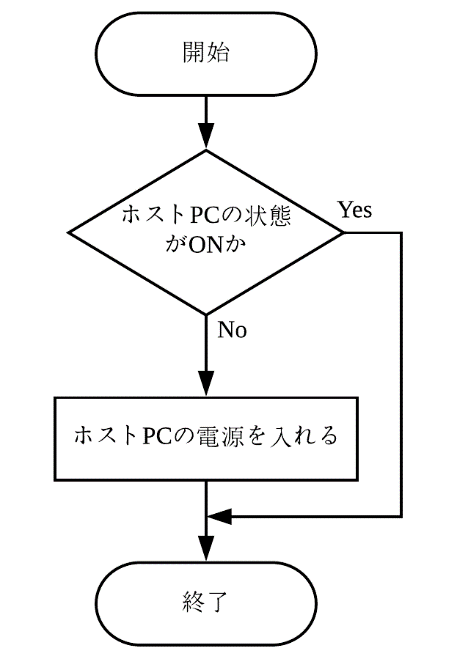 開始
ホストPCの状態
がONか
Yes
No
ホストPCの電源を入れる
終了